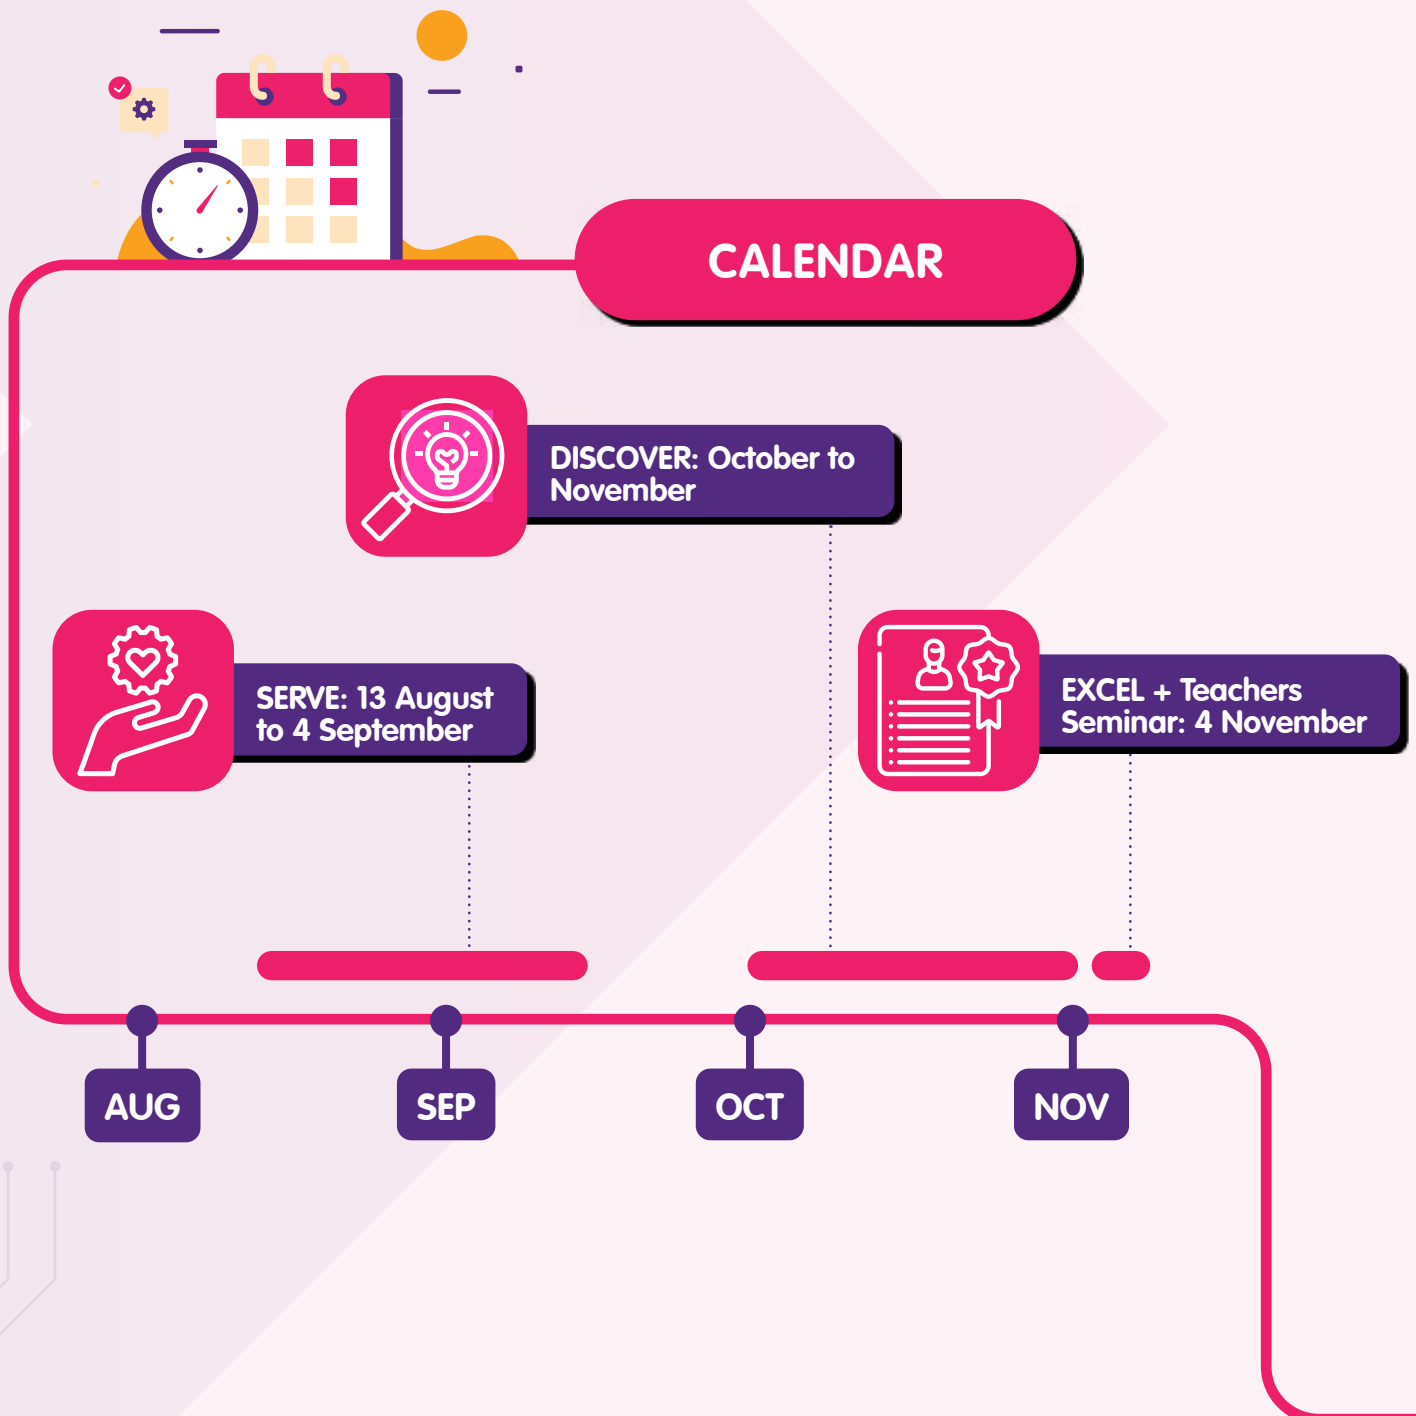 CALENDAR
DISCOVER: October to
November
SERVE: 13 August
to 4 September
EXCEL + Teachers
Seminar: 4 November
AUG
SEP
OCT
NOV